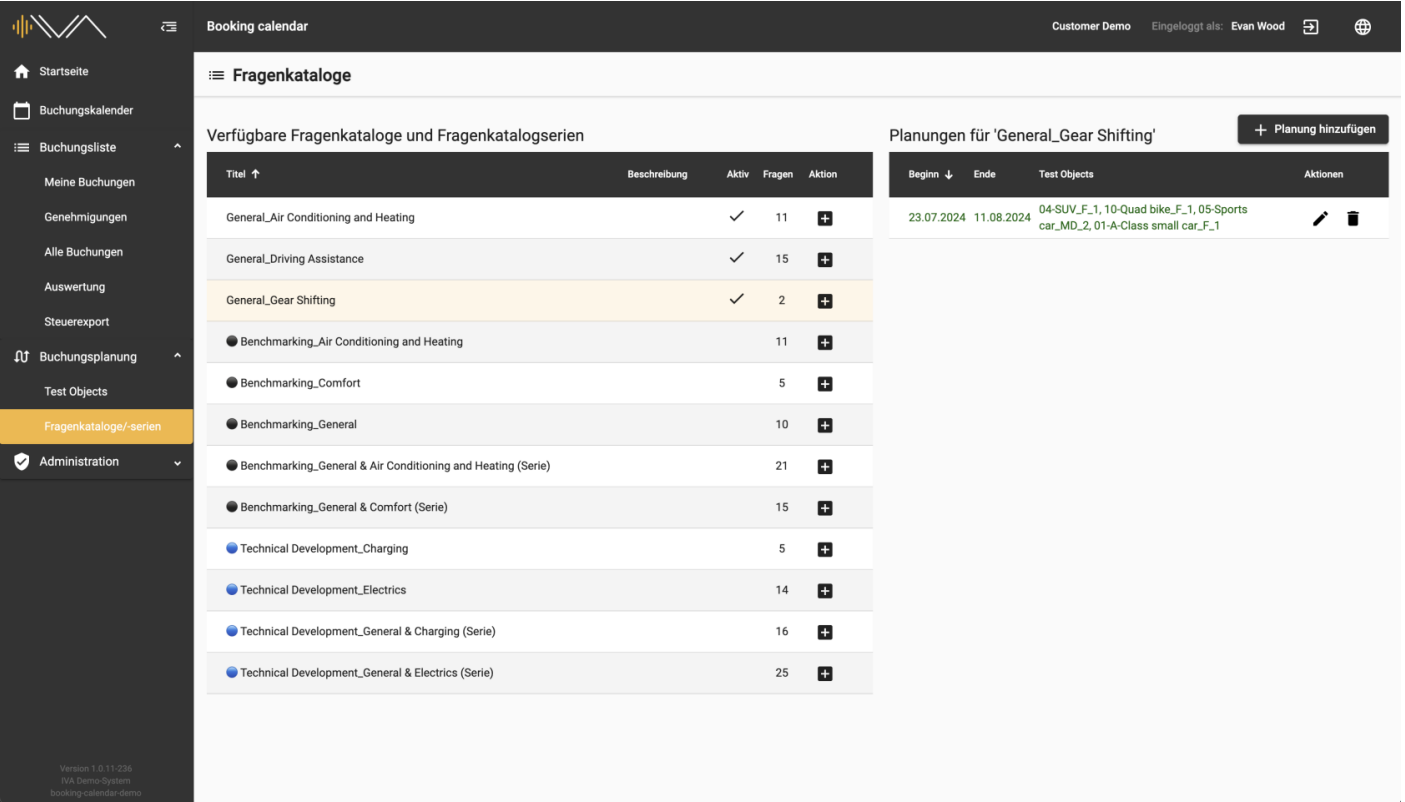 IVA
Booking calendar
Customer Demo Eingeloggt als: Evan Wood
Startseite
Buchungskalender
Buchungsliste
Meine Buchungen
Genehmigungen
Alle Buchungen
Auswertung
Steuerexport
Buchungsplanung
Test Objects
Fragenkataloge/-serien
Administration
Version 1.0.11-236
IVA Demo-System
booking-calendar-demo
Fragenkataloge
Verfügbare Fragenkataloge und Fragenkatalogserien
Titel Beschreibung Aktiv Fragen Aktion
General_Air Conditioning and Heating 11
General_Driving Assistance 15
General_Gear Shifting 2
Benchmarking_Air Conditioning and Heating 11
Benchmarking_Comfort 5
Benchmarking_General 10
Benchmarking_General & Air Conditioning and Heating (Serie) 21
Benchmarking_General & Comfort (Serie) 15
Technical Development_Charging 5
Technical Development_Electrics 14
Technical Development_General & Charging (Serie) 16
Technical Development_General & Electrics (Serie) 25
Planungen für 'General_Gear Shifting'
Planung hinzufügen
Beginn Ende Test Objects Aktionen
23.07.2024 11.08.2024 04-SUV_F_1, 10-Quad bike_F_1, 05-Sports
car_MD_2, 01-A-Class small car_F_1